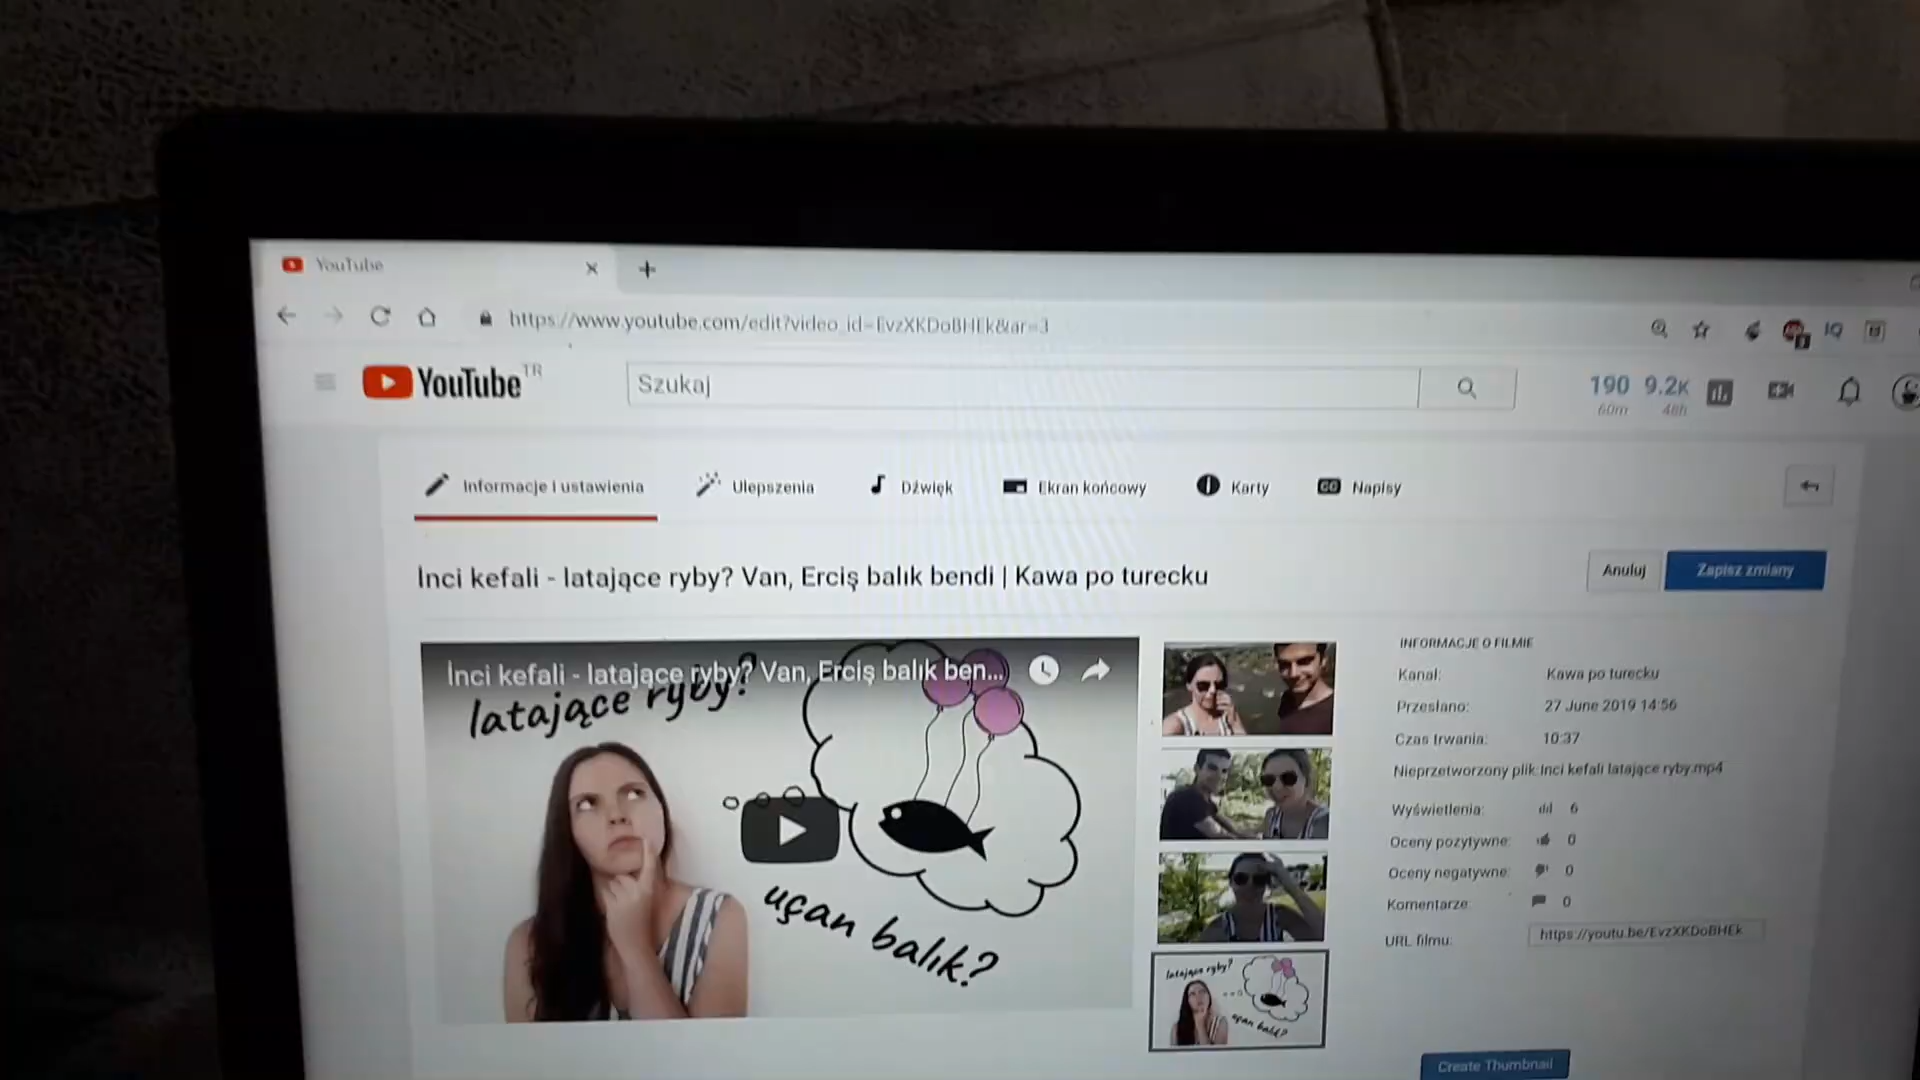 YouTube
https://www.youtube.com/edit?video_id=EvzXKDoBHEk&ar=3
YouTube TR
Szukaj
190 9.2K
60m 48h
Informacje i ustawienia
Ulepszenia
Dźwięk
Ekran końcowy
Karty
CC Napisy
İnci kefali - latające ryby? Van, Erciş balık bendi | Kawa po turecku
Anuluj
Zapisz zmiany
İnci kefali - latające ryby? Van, Erciş balık ben...
latające ryby?
uçan balık?
latające ryby?
uçan balık?
INFORMACJE O FILMIE
Kanał: Kawa po turecku
Przesłano: 27 June 2019 14:56
Czas trwania: 10:37
Nieprzetworzony plik: Inci kefali latające ryby.mp4
Wyświetlenia: 6
Oceny pozytywne: 0
Oceny negatywne: 0
Komentarze: 0
URL filmu: https://youtu.be/EvzXKDoBHEk
Create Thumbnail